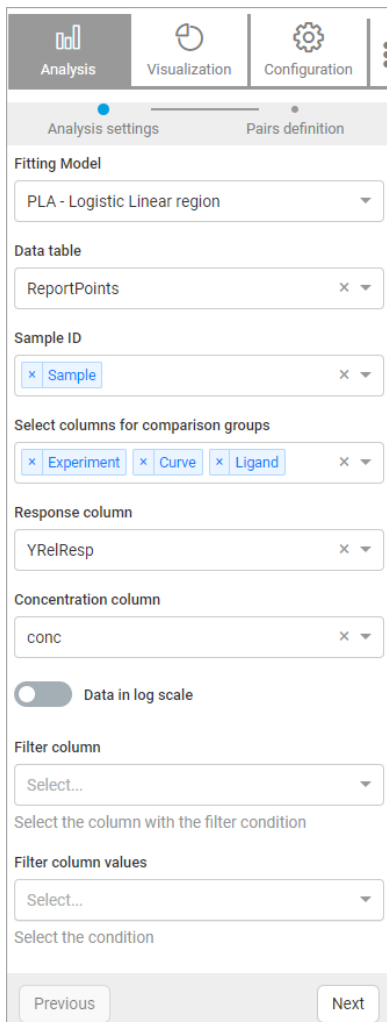 Analysis Visualization Configuration
Analysis settings Pairs definition
Fitting Model
PLA - Logistic Linear region
Data table
ReportPoints
Sample ID
× Sample
Select columns for comparison groups
× Experiment × Curve × Ligand
Response column
YRelResp
Concentration column
conc
Data in log scale
Filter column
Select...
Select the column with the filter condition
Filter column values
Select...
Select the condition
Previous Next